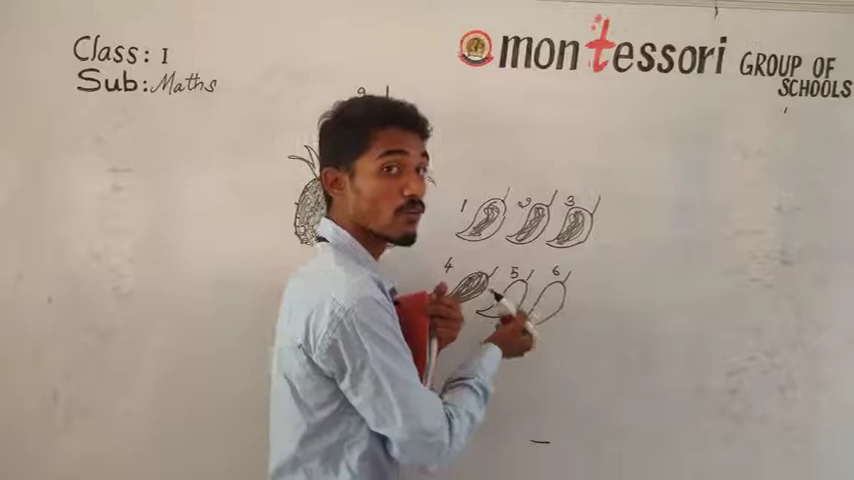 Class: I
Sub: Maths
montessori GROUP OF SCHOOLS
1 2 3
4 5 6